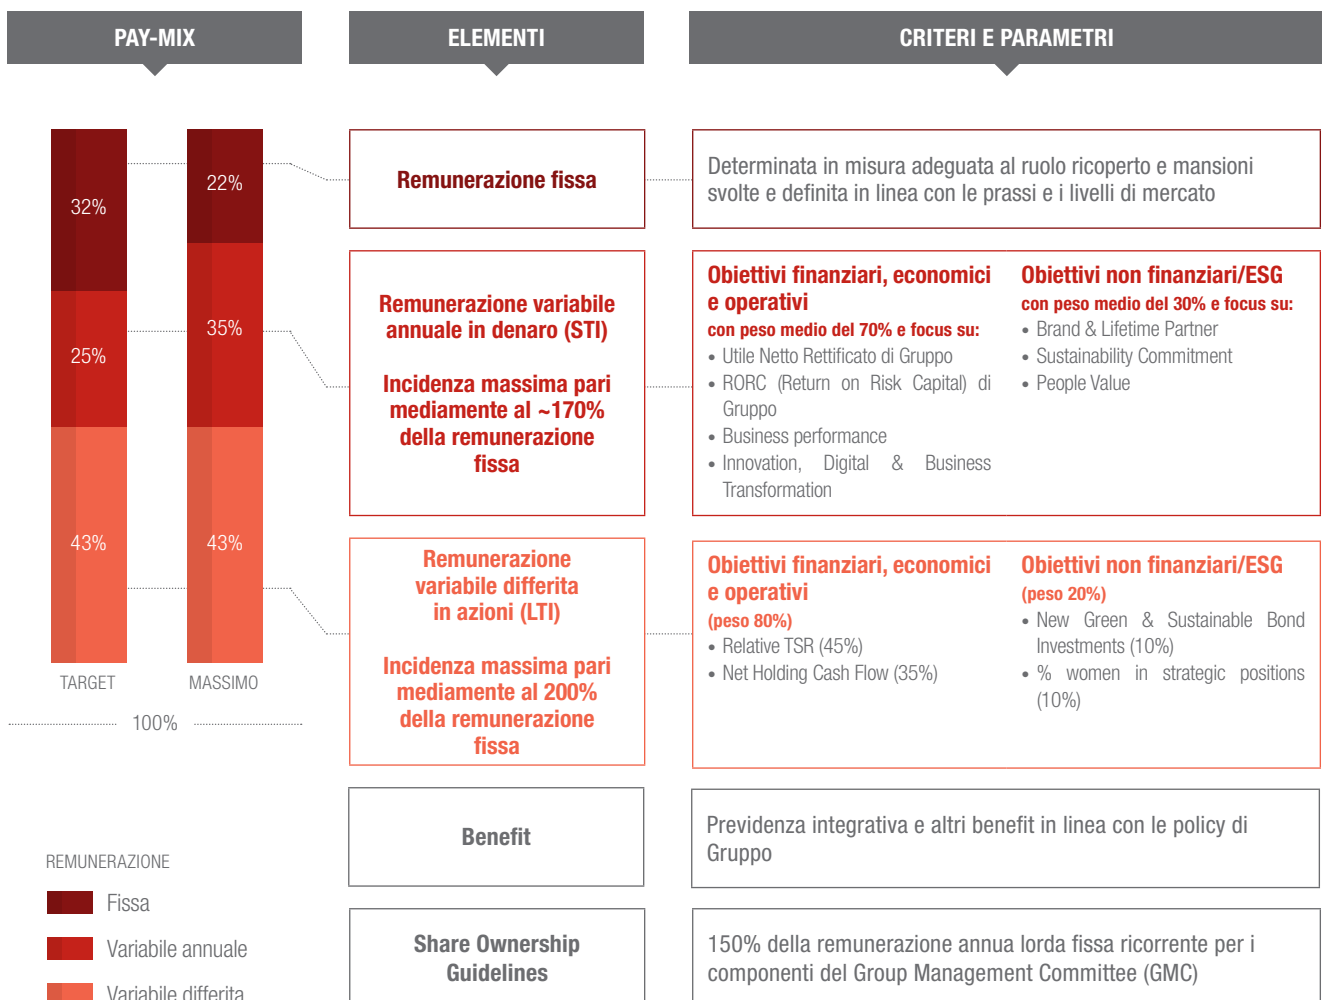 PAY-MIX
ELEMENTI
CRITERI E PARAMETRI
32%
25%
43%
22%
35%
43%
TARGET
MASSIMO
100%
REMUNERAZIONE
Fissa
Variabile annuale
Variabile differita
Remunerazione fissa
Determinata in misura adeguata al ruolo ricoperto e mansioni
svolte e definita in linea con le prassi e i livelli di mercato
Remunerazione variabile
annuale in denaro (STI)
Incidenza massima pari
mediamente al ~170%
della remunerazione
fissa
Obiettivi finanziari, economici
e operativi
con peso medio del 70% e focus su:
• Utile Netto Rettificato di Gruppo
• RORC (Return on Risk Capital) di
Gruppo
• Business performance
• Innovation, Digital & Business
Transformation
Obiettivi non finanziari/ESG
con peso medio del 30% e focus su:
• Brand & Lifetime Partner
• Sustainability Commitment
• People Value
Remunerazione
variabile differita
in azioni (LTI)
Incidenza massima pari
mediamente al 200%
della remunerazione
fissa
Obiettivi finanziari, economici
e operativi
(peso 80%)
• Relative TSR (45%)
• Net Holding Cash Flow (35%)
Obiettivi non finanziari/ESG
(peso 20%)
• New Green & Sustainable Bond
Investments (10%)
• % women in strategic positions
(10%)
Benefit
Previdenza integrativa e altri benefit in linea con le policy di
Gruppo
Share Ownership
Guidelines
150% della remunerazione annua lorda fissa ricorrente per i
componenti del Group Management Committee (GMC)